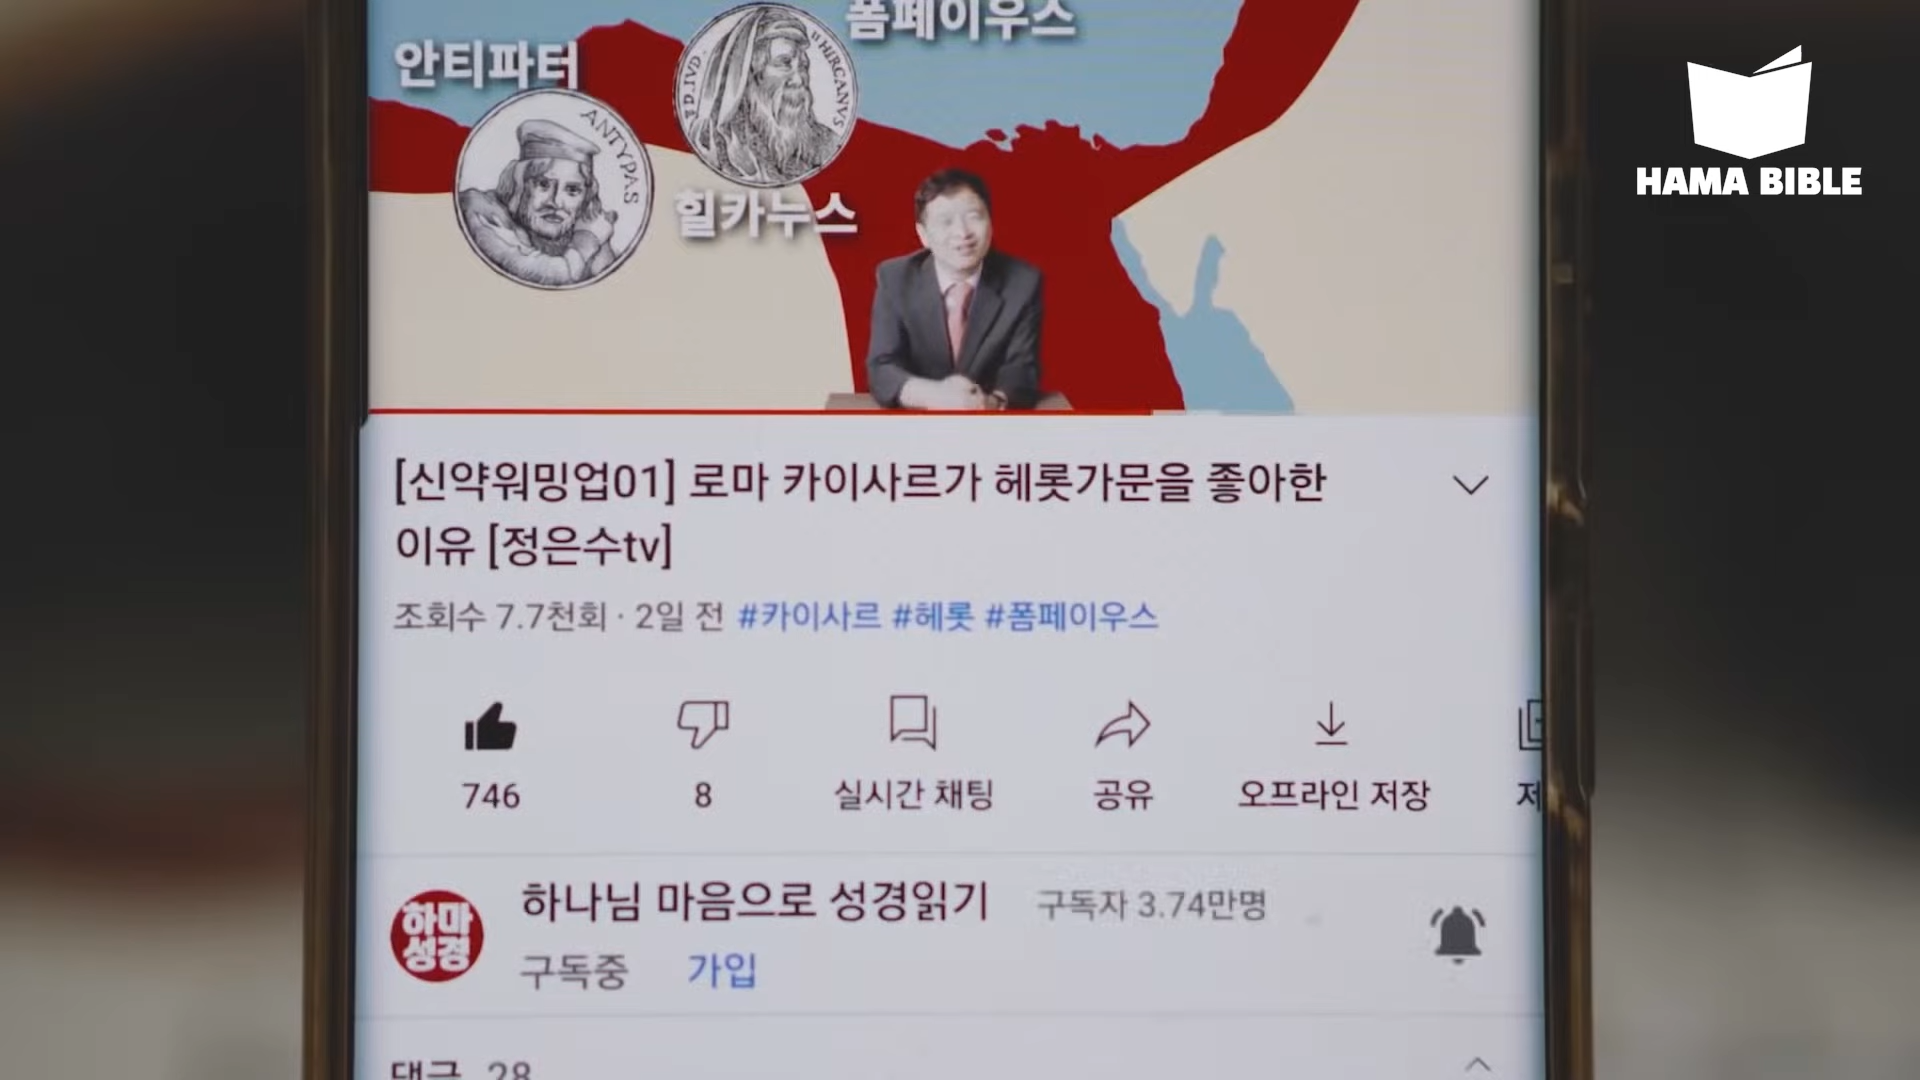 폼페이우스
안티파터
ANTYPAS
HIRCANVS
D.IVD.
힐카누스
HAMA BIBLE
[신약워밍업01] 로마 카이사르가 헤롯가문을 좋아한
이유 [정은수tv]
조회수 7.7천회 · 2일 전 #카이사르 #헤롯 #폼페이우스
746
8
실시간 채팅
공유
오프라인 저장
하마
성경
하나님 마음으로 성경읽기 구독자 3.74만명
구독중 가입
댓글 28